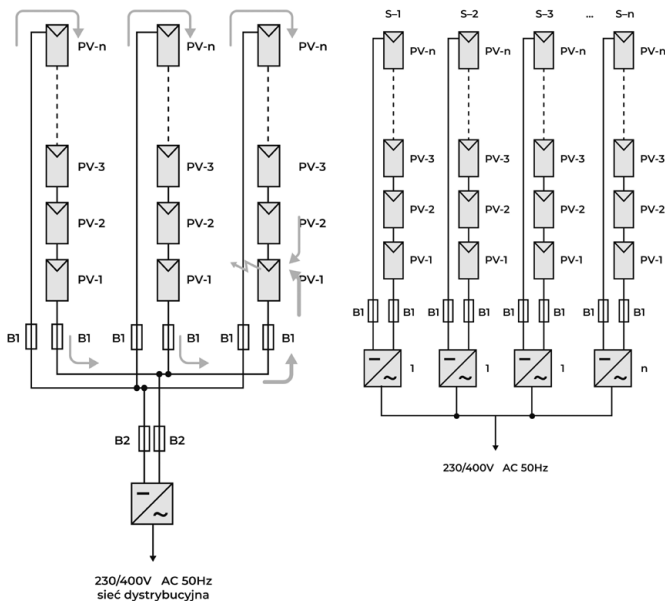 PV-n PV-n PV-n
PV-3 PV-3 PV-3
PV-2 PV-2 PV-2
PV-1 PV-1 PV-1
B1 B1 B1 B1 B1 B1
B2 B2
230/400V AC 50Hz
sieć dystrybucyjna
S–1 S–2 S–3 ... S–n
PV-n PV-n PV-n PV-n
PV-3 PV-3 PV-3 PV-3
PV-2 PV-2 PV-2 PV-2
PV-1 PV-1 PV-1 PV-1
B1 B1 B1 B1 B1 B1 B1 B1
1 1 1 n
230/400V AC 50Hz